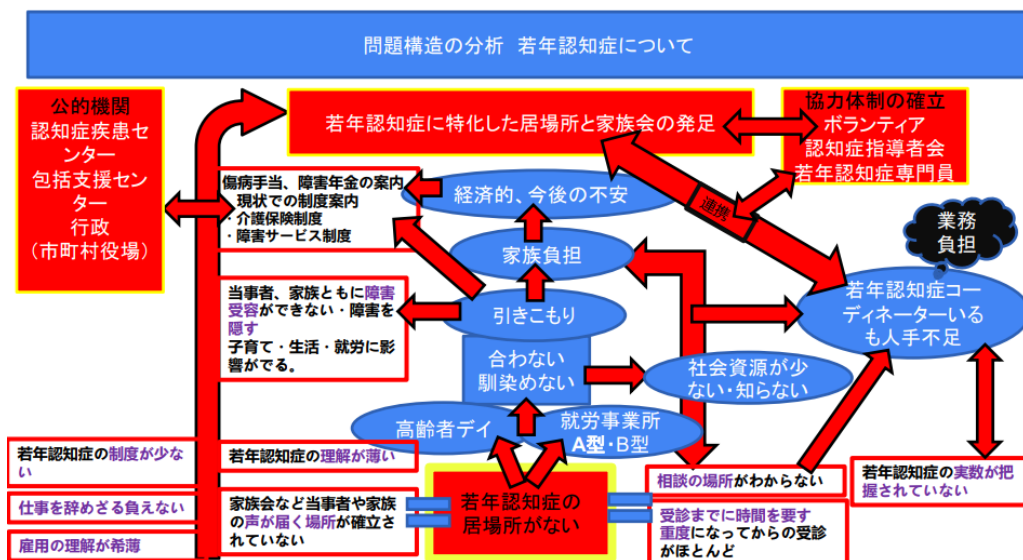 問題構造の分析 若年認知症について
公的機関
認知症疾患セ
ンター
包括支援セン
ター
行政
（市町村役場）
若年認知症に特化した居場所と家族会の発足
協力体制の確立
ボランティア
認知症指導者会
若年認知症専門員
傷病手当、障害年金の案内
現状での制度案内
・介護保険制度
・障害サービス制度
経済的、今後の不安
連携
業務
負担
家族負担
若年認知症コー
ディネーターいる
も人手不足
当事者、家族ともに障害
受容ができない・障害を
隠す
子育て・生活・就労に影
響がでる。
引きこもり
合わない
馴染めない
社会資源が少
ない・知らない
高齢者デイ
就労事業所
A型・B型
若年認知症の制度が少な
い
仕事を辞めざる負えない
雇用の理解が希薄
若年認知症の理解が薄い
家族会など当事者や家族
の声が届く場所が確立さ
れていない
若年認知症の
居場所がない
相談の場所がわからない
受診までに時間を要す
重度になってからの受診
がほとんど
若年認知症の実数が把
握されていない